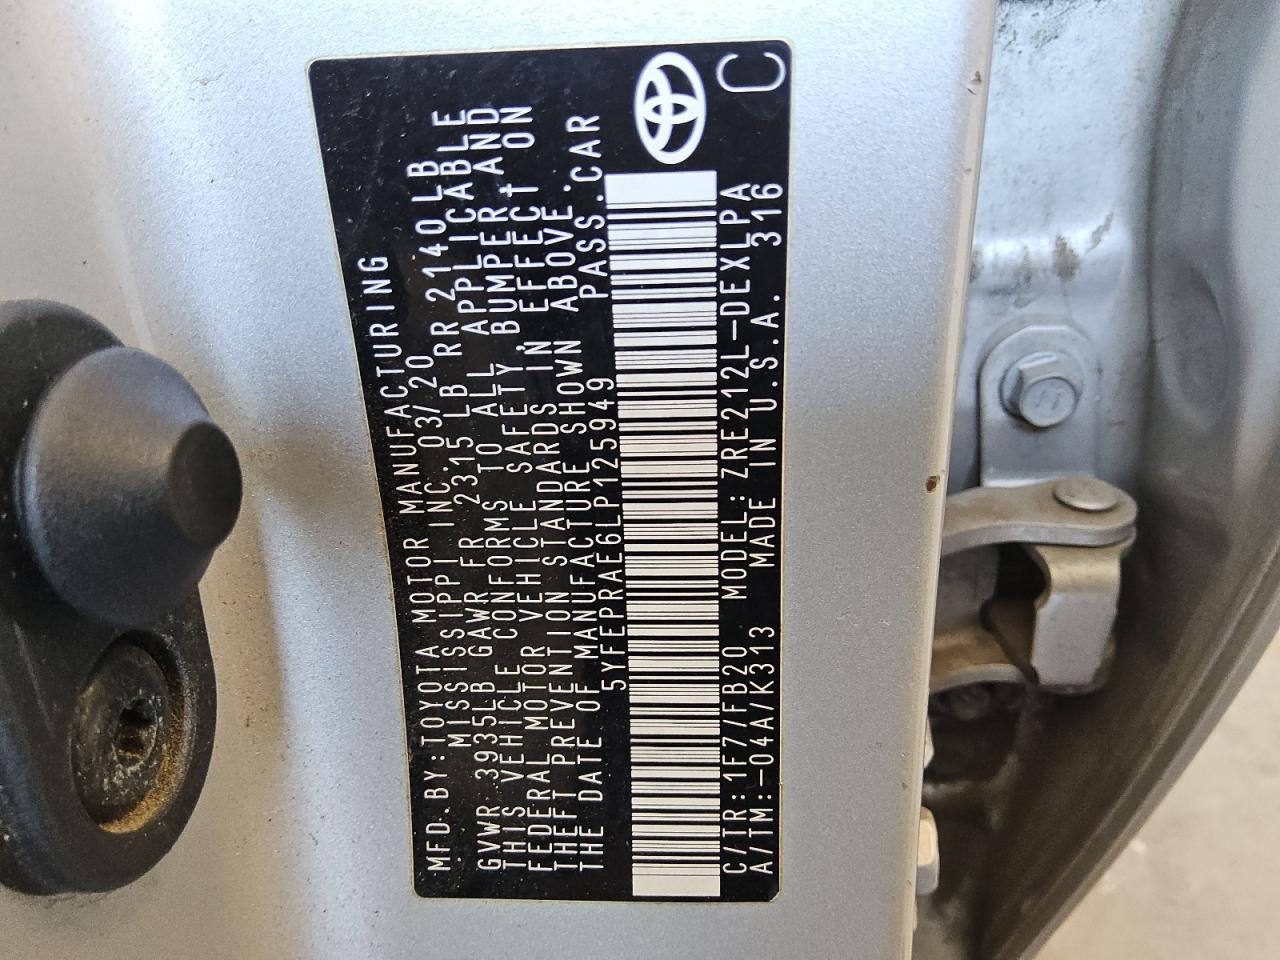 MFD.BY:TOYOTA MOTOR MANUFACTURING
MISSISSIPPI INC. 03/20
GVWR 3935LB GAWR FR 2315LB RR 2140LB
THIS VEHICLE CONFORMS TO ALL APPLICABLE
FEDERAL MOTOR VEHICLE SAFETY, BUMPER AND
THEFT PREVENTION STANDARDS IN EFFECT ON
THE DATE OF MANUFACTURE SHOWN ABOVE.
5YFEPRAE6LP125949 PASS.CAR
C/TR:1F7/FB20 MODEL:ZRE212L-DEXLPA
A/TM:-04A/K313 MADE IN U.S.A. 316
C